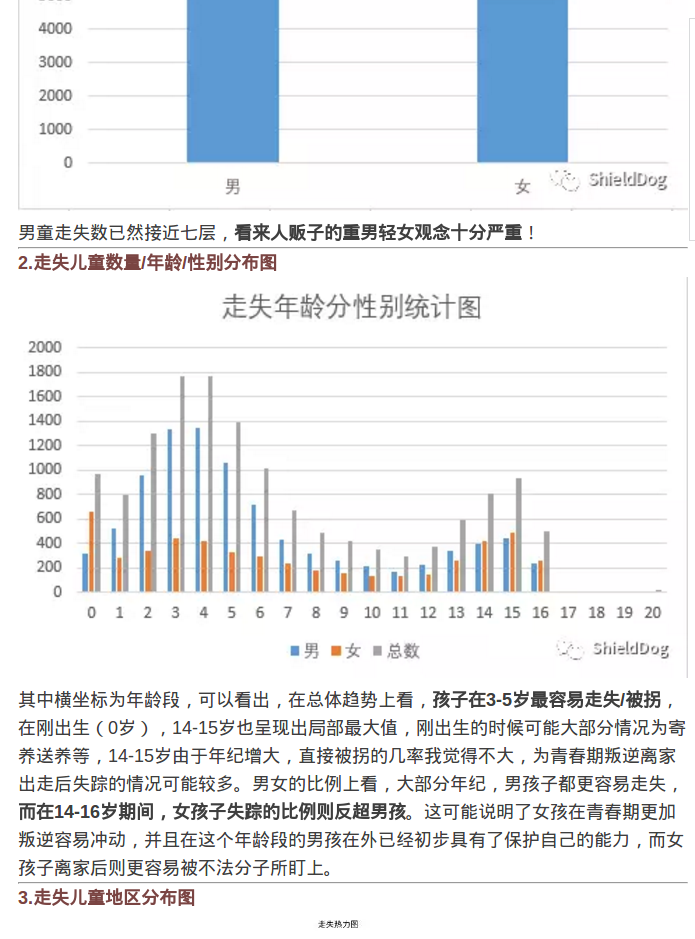 4000
3000
2000
1000
0
男
女
ShieldDog
男童走失数已然接近七层，看来人贩子的重男轻女观念十分严重！
2.走失儿童数量/年龄/性别分布图
走失年龄分性别统计图
2000
1800
1600
1400
1200
1000
800
600
400
200
0
0 1 2 3 4 5 6 7 8 9 10 11 12 13 14 15 16 17 18 19 20
男 女 总数
ShieldDog
其中横坐标为年龄段，可以看出，在总体趋势上看，孩子在3-5岁最容易走失/被拐，
在刚出生（0岁），14-15岁也呈现出局部最大值，刚出生的时候可能大部分情况为寄
养送养等，14-15岁由于年纪增大，直接被拐的几率我觉得不大，为青春期叛逆离家
出走后失踪的情况可能较多。男女的比例上看，大部分年纪，男孩子都更容易走失，
而在14-16岁期间，女孩子失踪的比例则反超男孩。这可能说明了女孩在青春期更加
叛逆容易冲动，并且在这个年龄段的男孩在外已经初步具有了保护自己的能力，而女
孩子离家后则更容易被不法分子所盯上。
3.走失儿童地区分布图
走失热力图